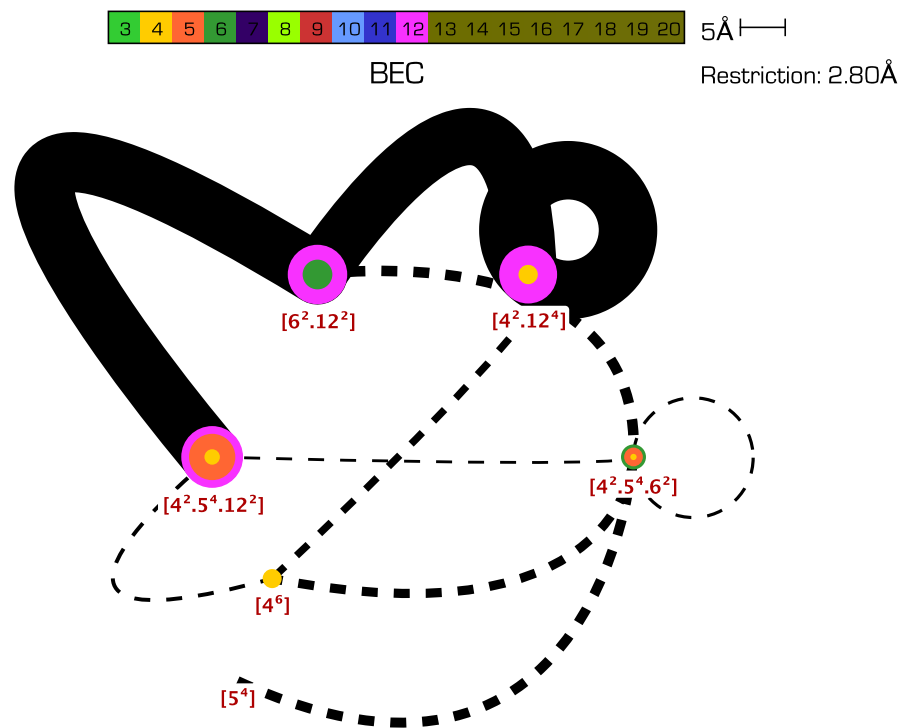 3 4 5 6 7 8 9 10 11 12 13 14 15 16 17 18 19 20
5Å
BEC
Restriction: 2.80Å
[6².12²]
[4².12⁴]
[4².5⁴.12²]
[4².5⁴.6²]
[4⁶]
[5⁴]